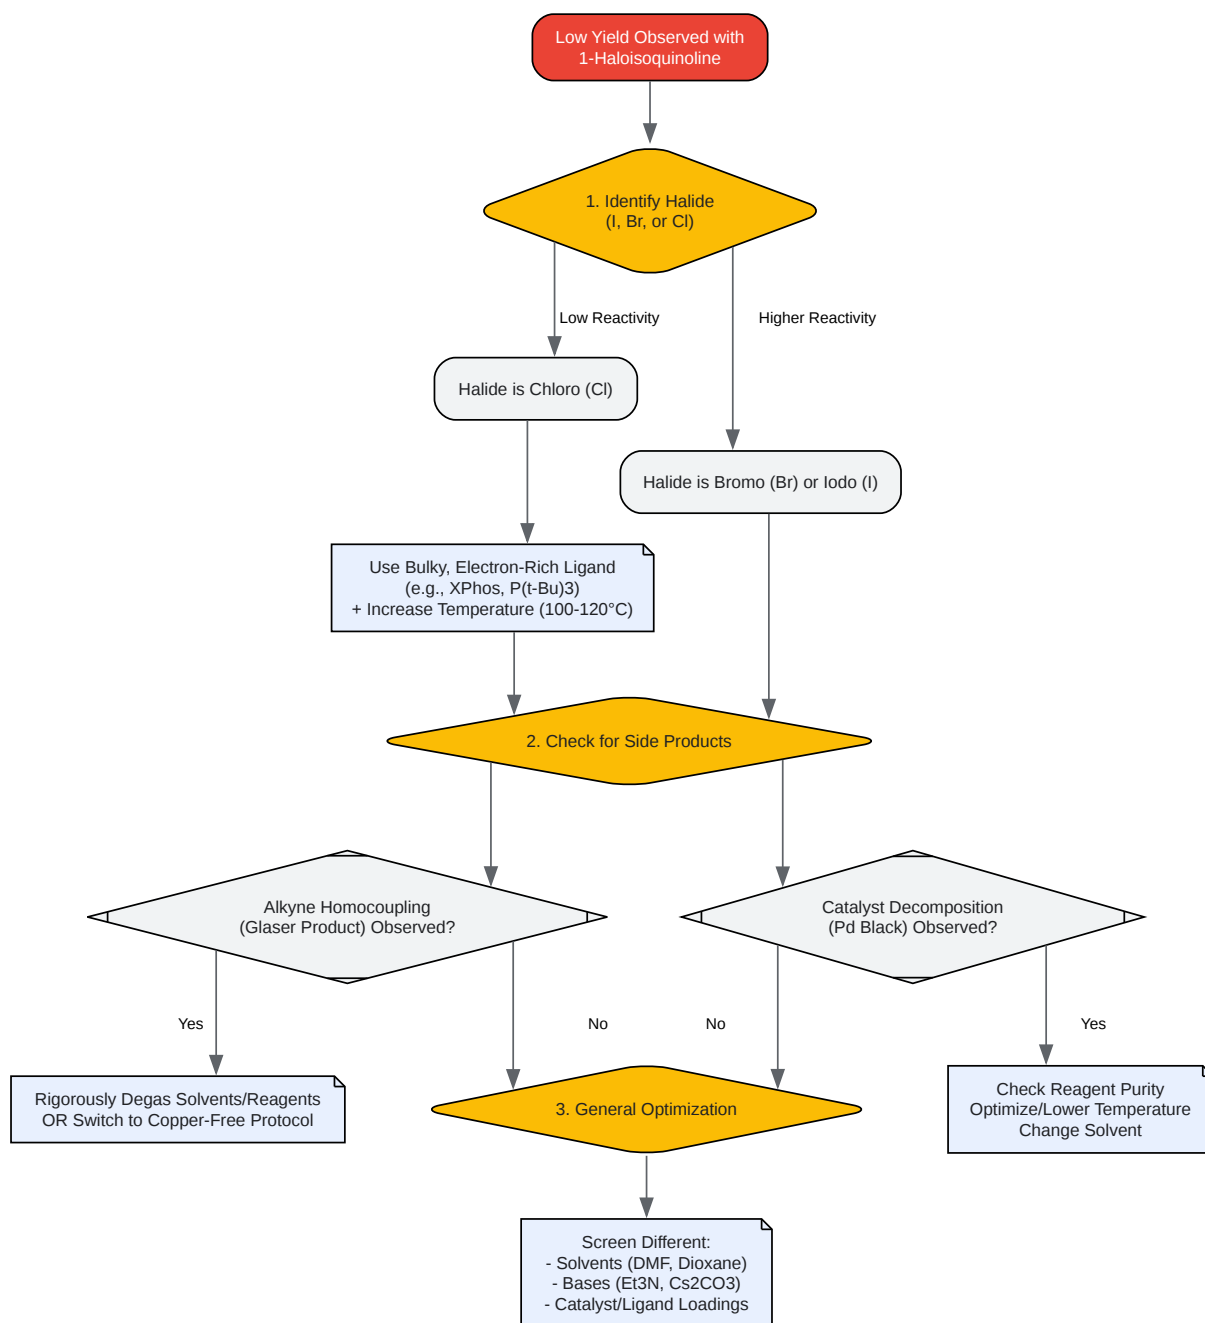 Low Yield Observed with
1-Haloisoquinoline
1. Identify Halide
(I, Br, or Cl)
Low Reactivity
Higher Reactivity
Halide is Chloro (Cl)
Halide is Bromo (Br) or Iodo (I)
Use Bulky, Electron-Rich Ligand
(e.g., XPhos, P(t-Bu)3)
+ Increase Temperature (100-120°C)
2. Check for Side Products
Alkyne Homocoupling
(Glaser Product) Observed?
Catalyst Decomposition
(Pd Black) Observed?
Yes
No
No
Yes
Rigorously Degas Solvents/Reagents
OR Switch to Copper-Free Protocol
3. General Optimization
Check Reagent Purity
Optimize/Lower Temperature
Change Solvent
Screen Different:
- Solvents (DMF, Dioxane)
- Bases (Et3N, Cs2CO3)
- Catalyst/Ligand Loadings